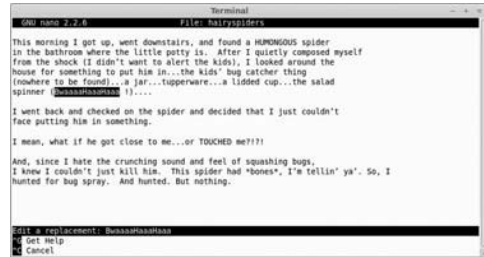 Terminal
GNU nano 2.2.6 File: hairyspiders
This morning I got up, went downstairs, and found a HUMONGOUS spider
in the bathroom where the little potty is. After I quietly composed myself
from the shock (I didn't want to alert the kids), I looked around the
house for something to put him in...the kids' bug catcher thing
(nowhere to be found)...a jar...tupperware...a lidded cup...the salad
spinner (BwaaaaHaaaHaaa !)....
I went back and checked on the spider and decided that I just couldn't
face putting him in something.
I mean, what if he got close to me...or TOUCHED me?!?!
And, since I hate the crunching sound and feel of squashing bugs,
I knew I couldn't just kill him. This spider had *bones*, I'm tellin' ya'. So, I
hunted for bug spray. And hunted. But nothing.
Edit a replacement: BwaaaaHaaaHaaa
^G Get Help
^C Cancel